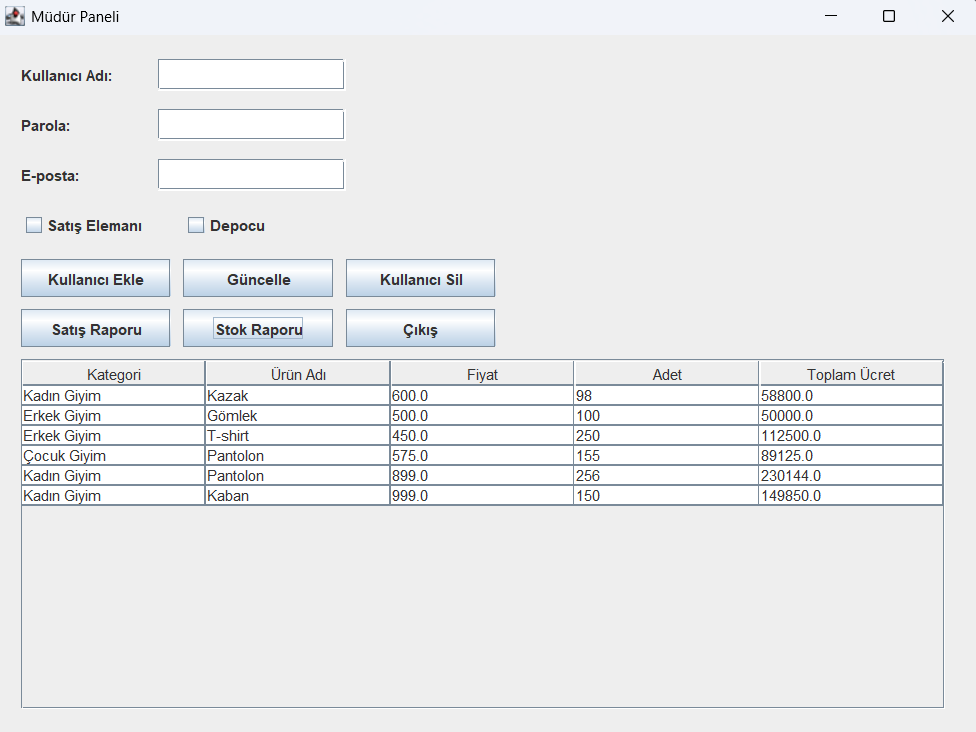 Müdür Paneli
Kullanıcı Adı:
Parola:
E-posta:
Satış Elemanı Depocu
Kullanıcı Ekle Güncelle Kullanıcı Sil
Satış Raporu Stok Raporu Çıkış
Kategori Ürün Adı Fiyat Adet Toplam Ücret
Kadın Giyim Kazak 600.0 98 58800.0
Erkek Giyim Gömlek 500.0 100 50000.0
Erkek Giyim T-shirt 450.0 250 112500.0
Çocuk Giyim Pantolon 575.0 155 89125.0
Kadın Giyim Pantolon 899.0 256 230144.0
Kadın Giyim Kaban 999.0 150 149850.0